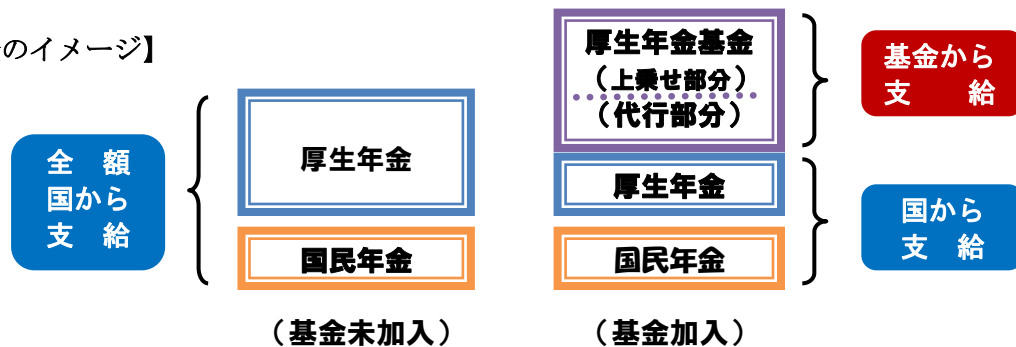 のイメージ】
全 額
国から
支 給
厚生年金
国民年金
（基金未加入）
厚生年金基金
（上乗せ部分）
（代行部分）
厚生年金
国民年金
（基金加入）
基金から
支 給
国から
支 給